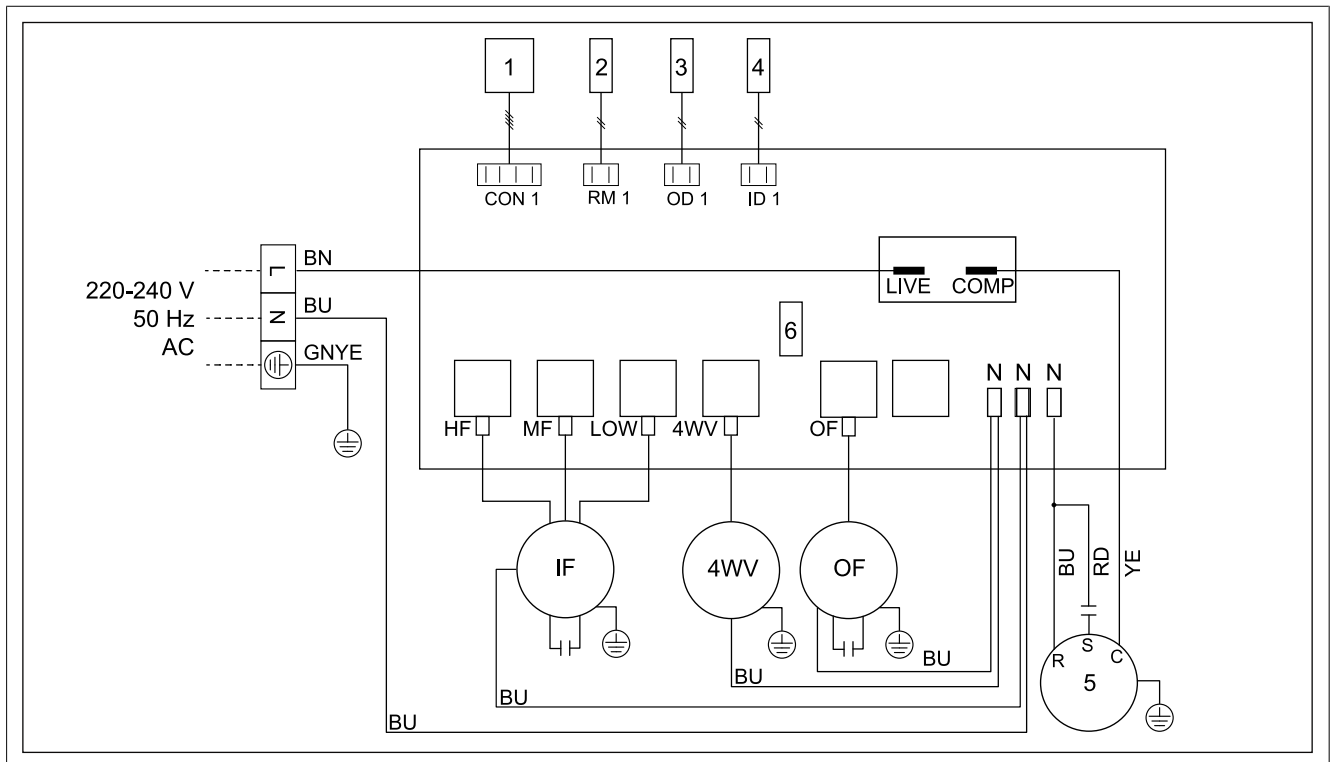 1 2 3 4
CON 1 RM 1 OD 1 ID 1
220-240 V
50 Hz
AC
L BN
N BU
GNYE
LIVE COMP
6
N N N
HF MF LOW 4WV OF
IF 4WV OF
BU RD YE
R S C
5
BU
BU
BU
BU